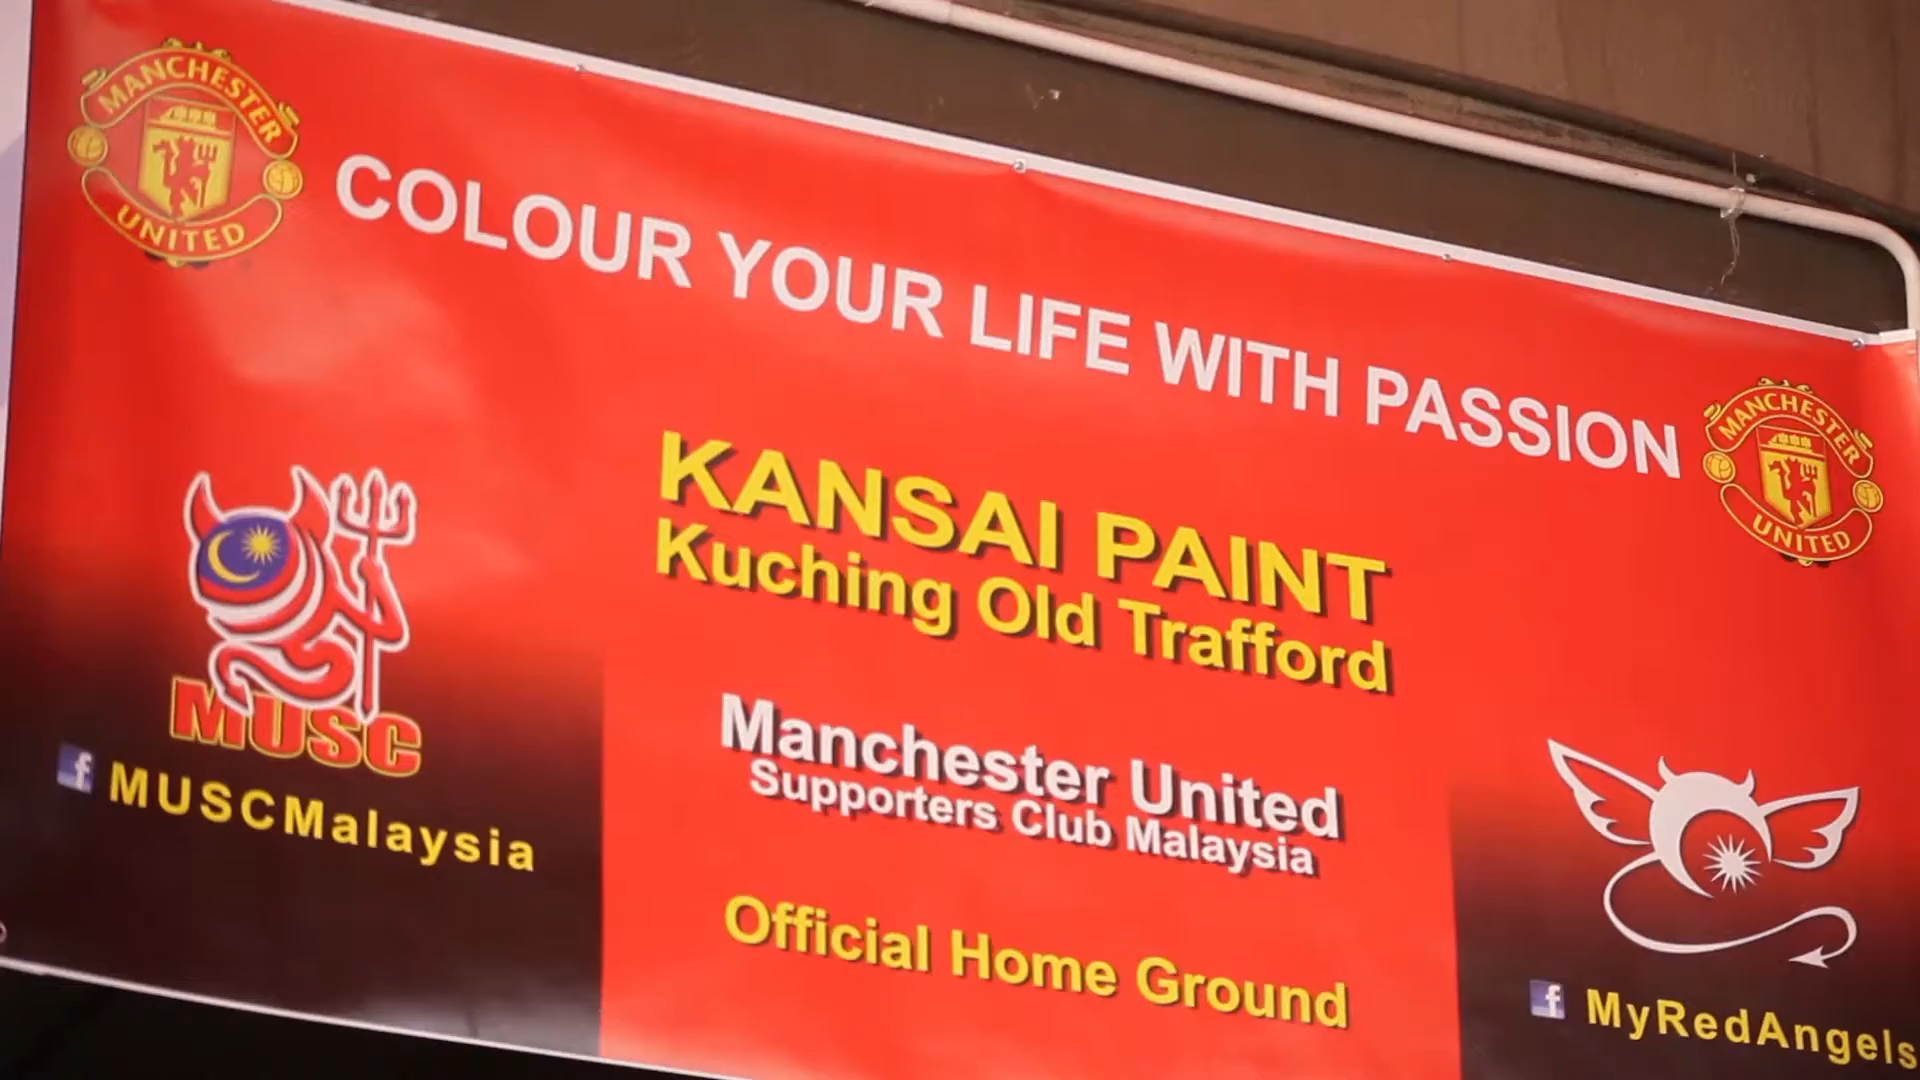 MANCHESTER
UNITED
COLOUR YOUR LIFE WITH PASSION
MANCHESTER
UNITED
KANSAI PAINT
Kuching Old Trafford
MUSC
f MUSCMalaysia
Manchester United
Supporters Club Malaysia
Official Home Ground
f MyRedAngels